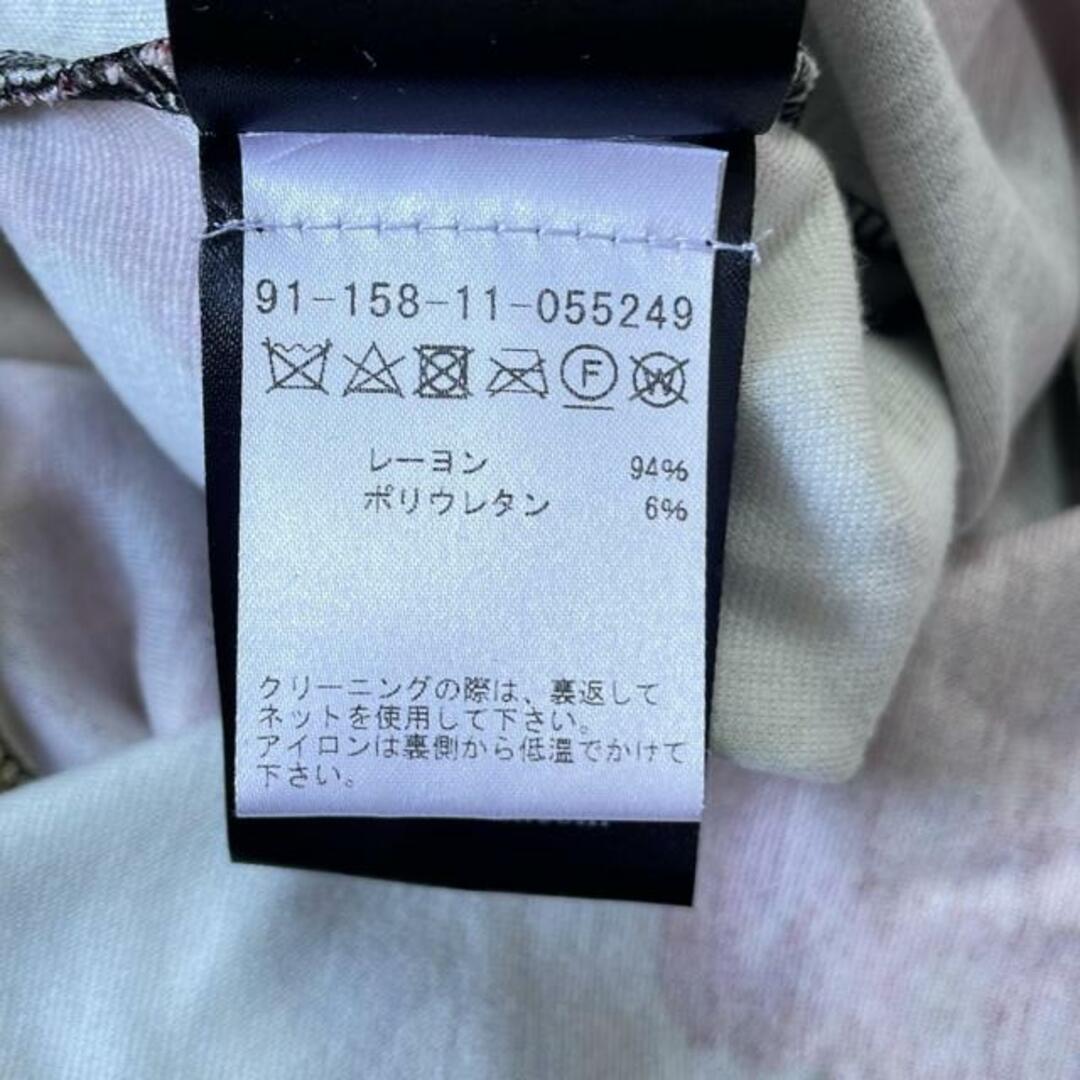 91-158-11-055249
F W
レーヨン 94%
ポリウレタン 6%
クリーニングの際は、裏返して
ネットを使用して下さい。
アイロンは裏側から低温でかけて
下さい。